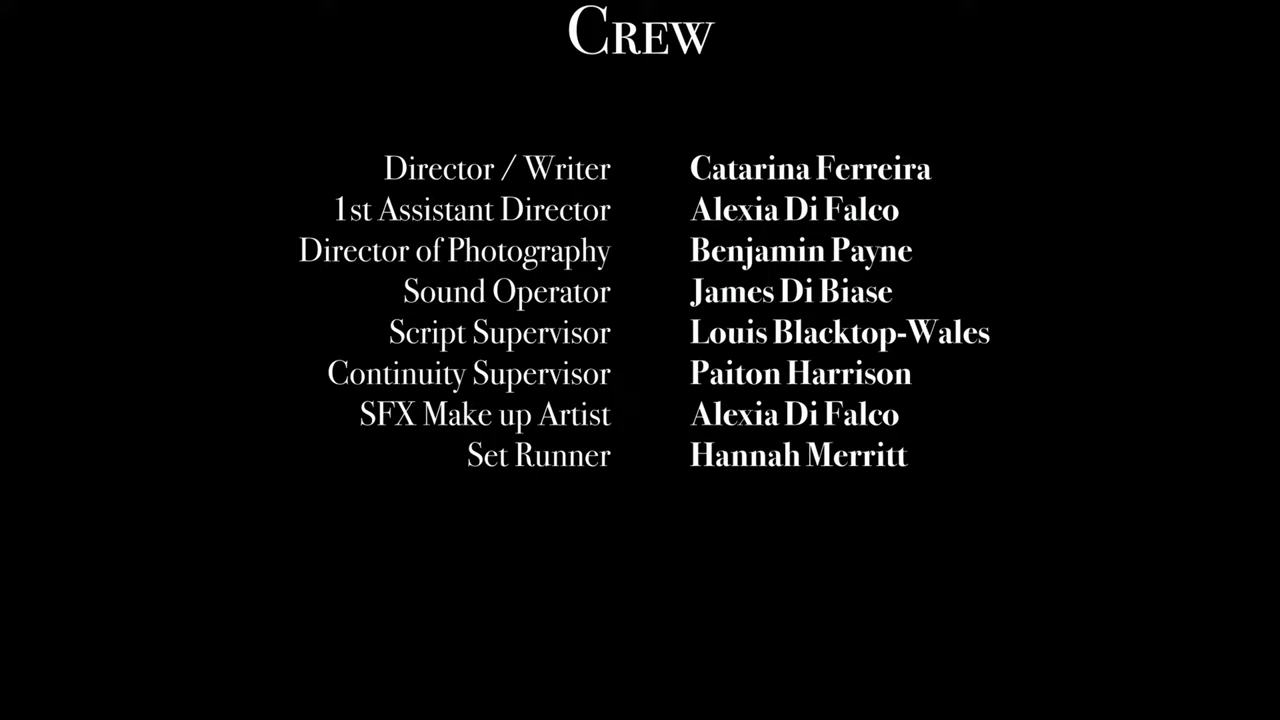 Crew
Director / Writer Catarina Ferreira
1st Assistant Director Alexia Di Falco
Director of Photography Benjamin Payne
Sound Operator James Di Biase
Script Supervisor Louis Blacktop-Wales
Continuity Supervisor Paiton Harrison
SFX Make up Artist Alexia Di Falco
Set Runner Hannah Merritt